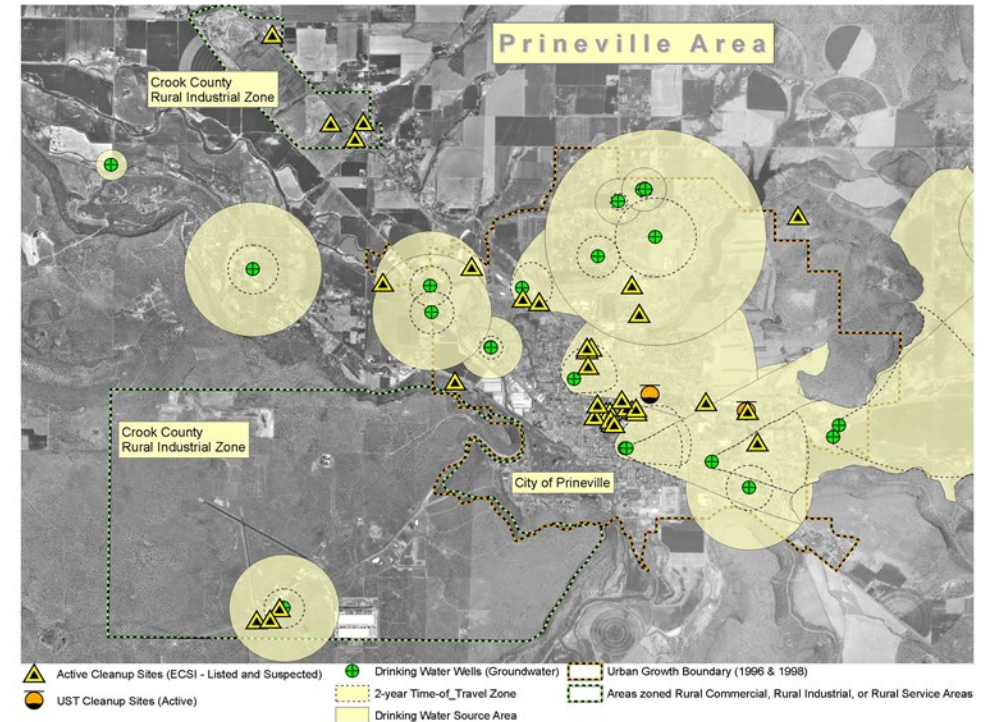 Prineville Area
Crook County
Rural Industrial Zone
Crook County
Rural Industrial Zone
City of Prineville
Active Cleanup Sites (ECSI - Listed and Suspected)
UST Cleanup Sites (Active)
Drinking Water Wells (Groundwater)
2-year Time-of_Travel Zone
Drinking Water Source Area
Urban Growth Boundary (1996 & 1998)
Areas zoned Rural Commercial, Rural Industrial, or Rural Service Areas